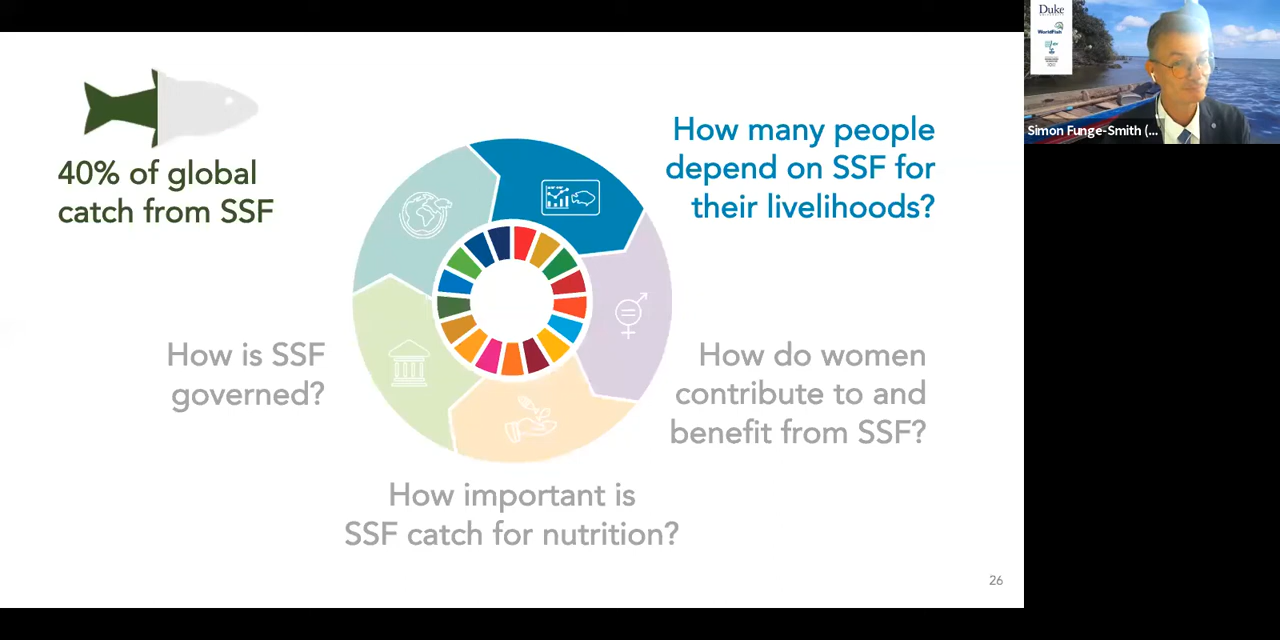 40% of global
catch from SSF
How many people
depend on SSF for
their livelihoods?
How is SSF
governed?
How do women
contribute to and
benefit from SSF?
How important is
SSF catch for nutrition?
26
Duke
WorldFish
Simon Funge-Smith (...